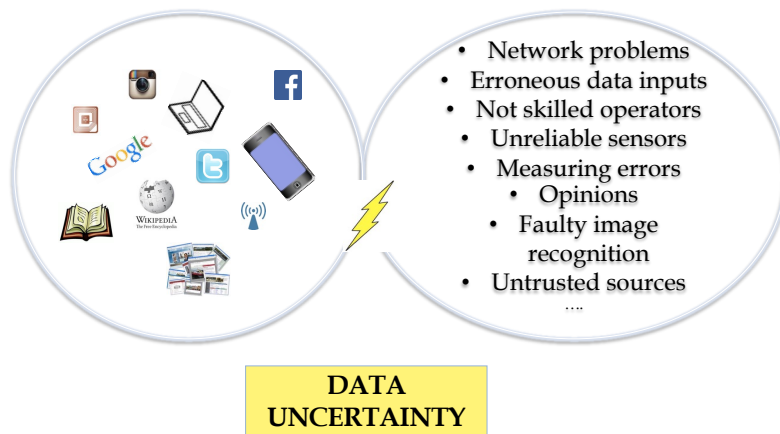 Google
WIKIPEDIA
The Free Encyclopedia
• Network problems
• Erroneous data inputs
• Not skilled operators
• Unreliable sensors
• Measuring errors
• Opinions
• Faulty image
recognition
• Untrusted sources
....
DATA
UNCERTAINTY